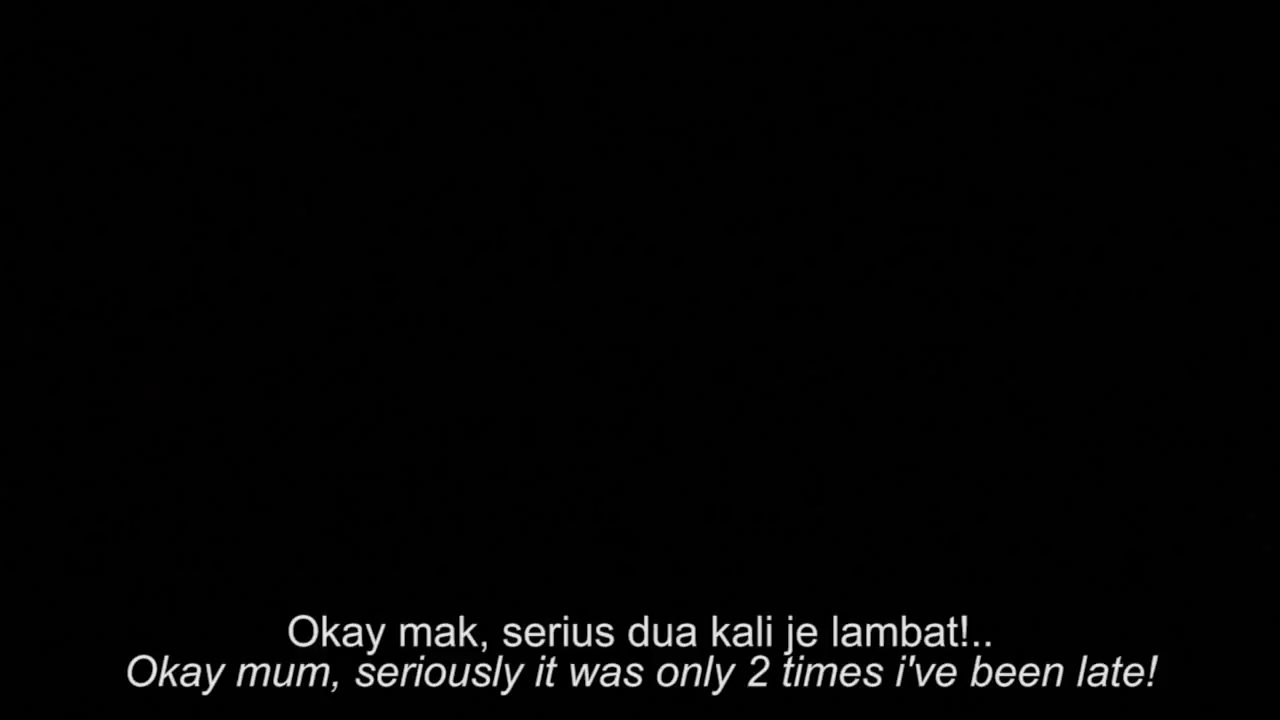 Okay mak, serius dua kali je lambat!..
Okay mum, seriously it was only 2 times i've been late!